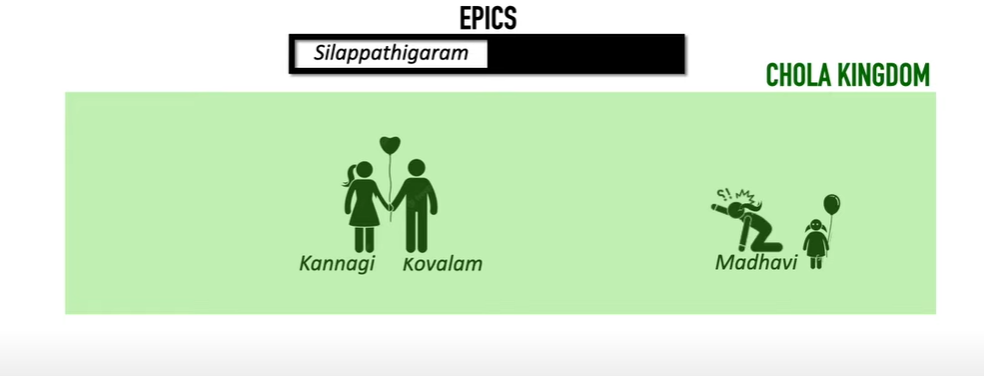 EPICS
Silappathigaram
CHOLA KINGDOM
Kannagi Kovalam
Madhavi
?!